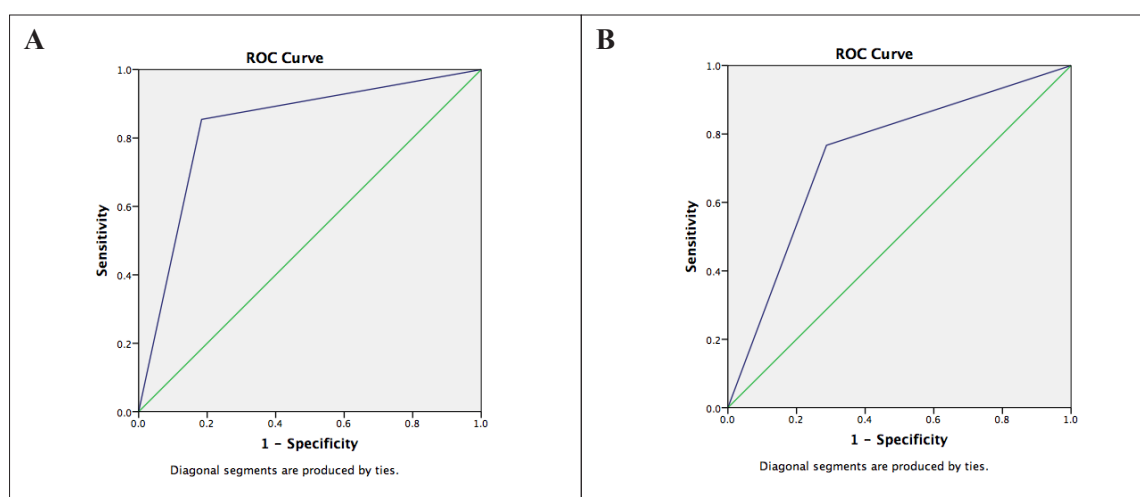 A
ROC Curve
1.0
0.8
0.6
0.4
0.2
0.0
Sensitivity
0.0 0.2 0.4 0.6 0.8 1.0
1 - Specificity
Diagonal segments are produced by ties.
B
ROC Curve
1.0
0.8
0.6
0.4
0.2
0.0
Sensitivity
0.0 0.2 0.4 0.6 0.8 1.0
1 - Specificity
Diagonal segments are produced by ties.